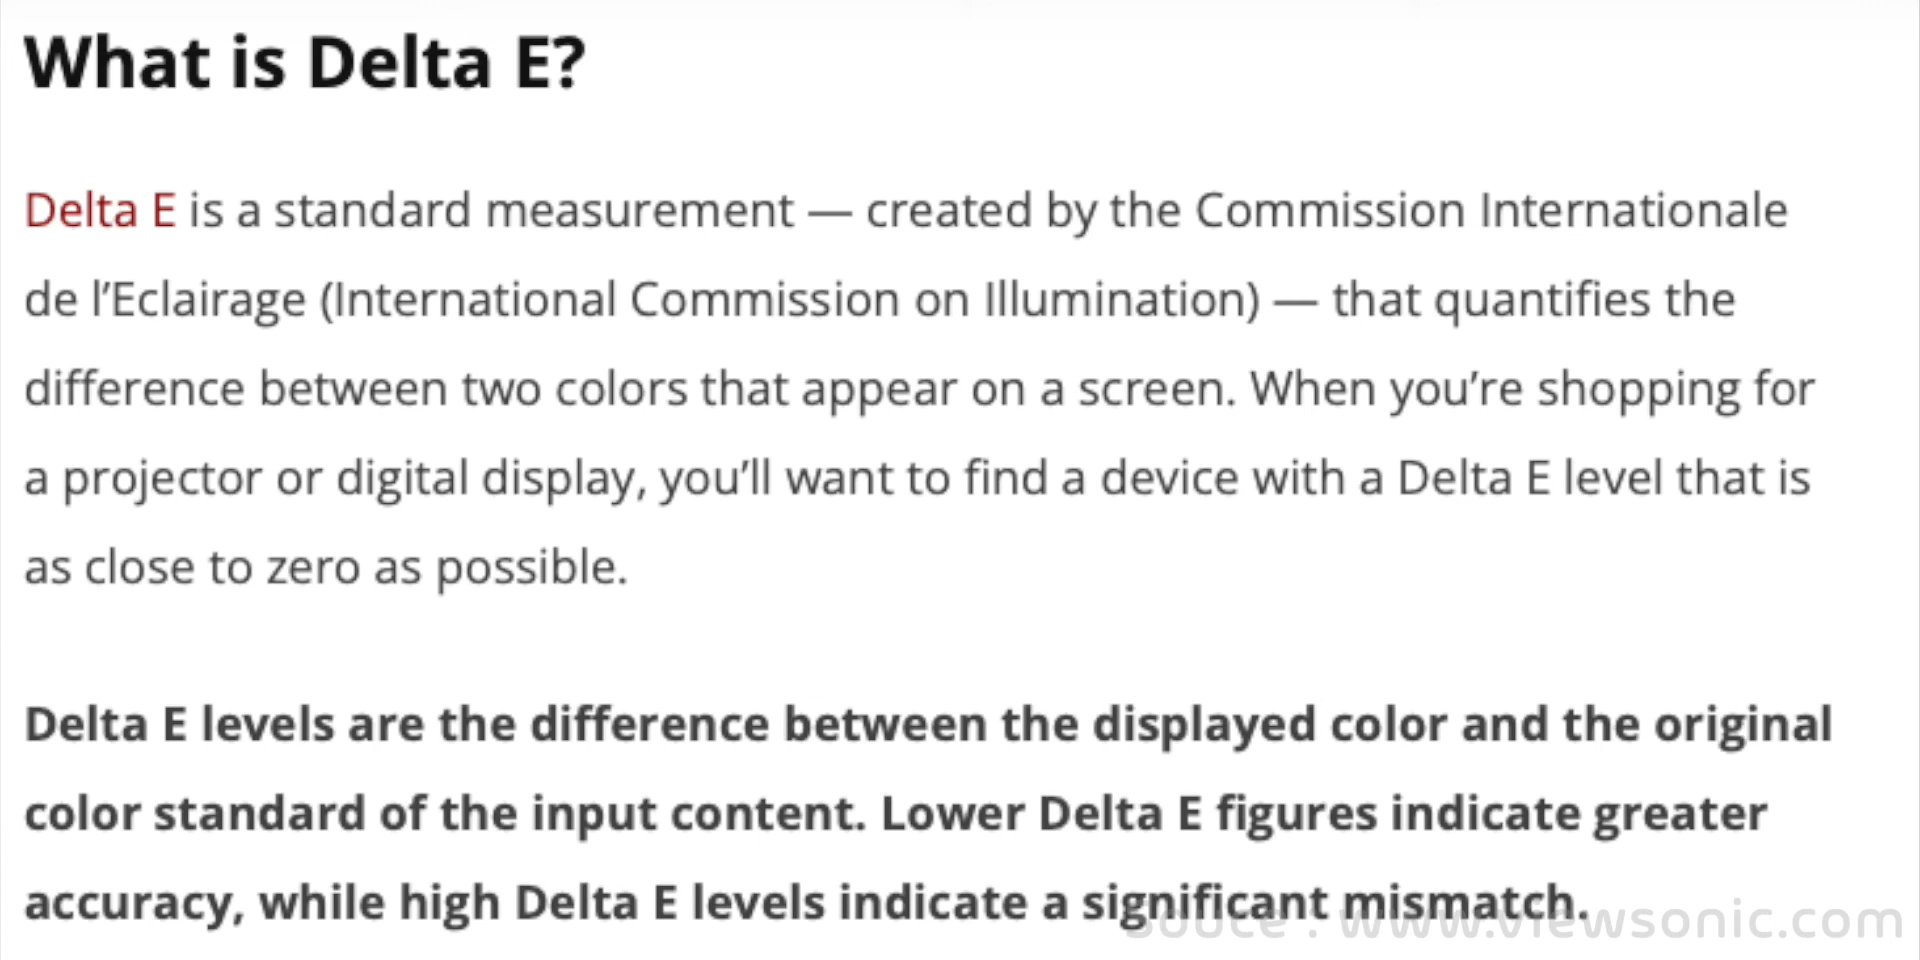 What is Delta E?
Delta E is a standard measurement — created by the Commission Internationale
de l’Eclairage (International Commission on Illumination) — that quantifies the
difference between two colors that appear on a screen. When you’re shopping for
a projector or digital display, you’ll want to find a device with a Delta E level that is
as close to zero as possible.
Delta E levels are the difference between the displayed color and the original
color standard of the input content. Lower Delta E figures indicate greater
accuracy, while high Delta E levels indicate a significant mismatch.
souce : www.viewsonic.com